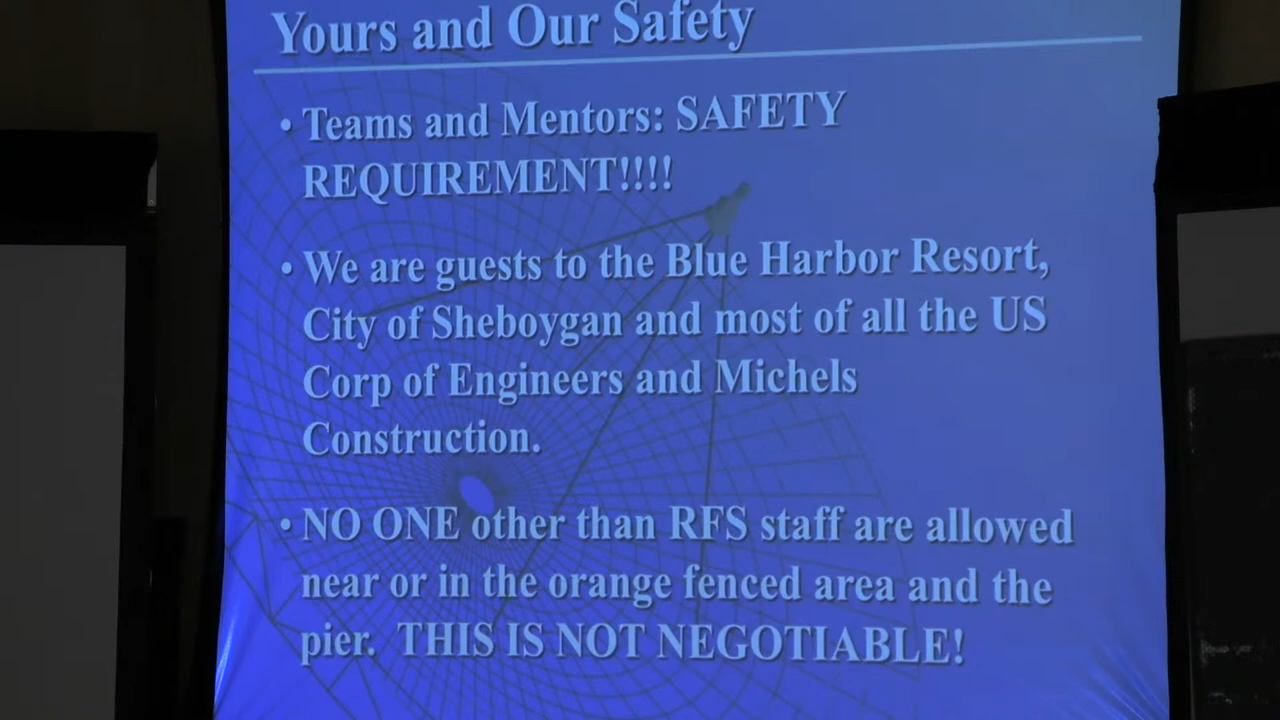 Yours and Our Safety
• Teams and Mentors: SAFETY
REQUIREMENT!!!!
• We are guests to the Blue Harbor Resort,
City of Sheboygan and most of all the US
Corp of Engineers and Michels
Construction.
• NO ONE other than RFS staff are allowed
near or in the orange fenced area and the
pier. THIS IS NOT NEGOTIABLE!